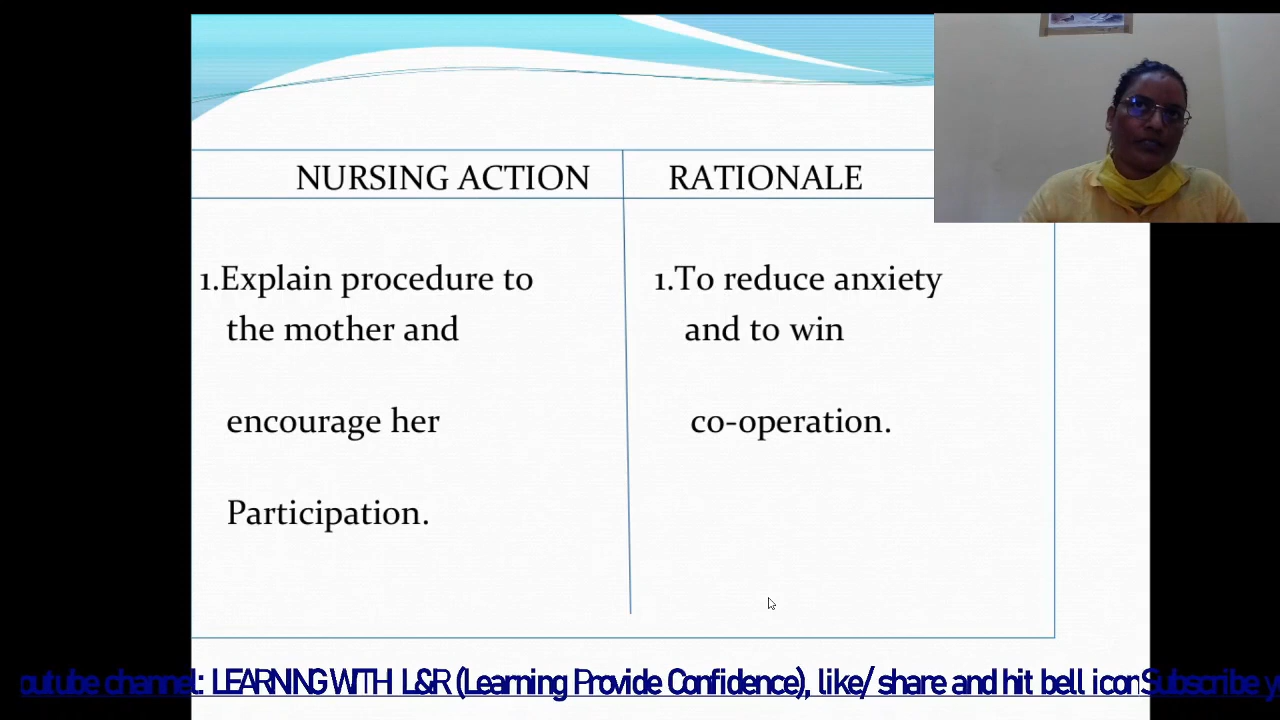 NURSING ACTION
RATIONALE
1.Explain procedure to
the mother and
encourage her
Participation.
1.To reduce anxiety
and to win
co-operation.
outube channel: LEARNING WITH L&R (Learning Provide Confidence), like/ share and hit bell icon Subscribe y